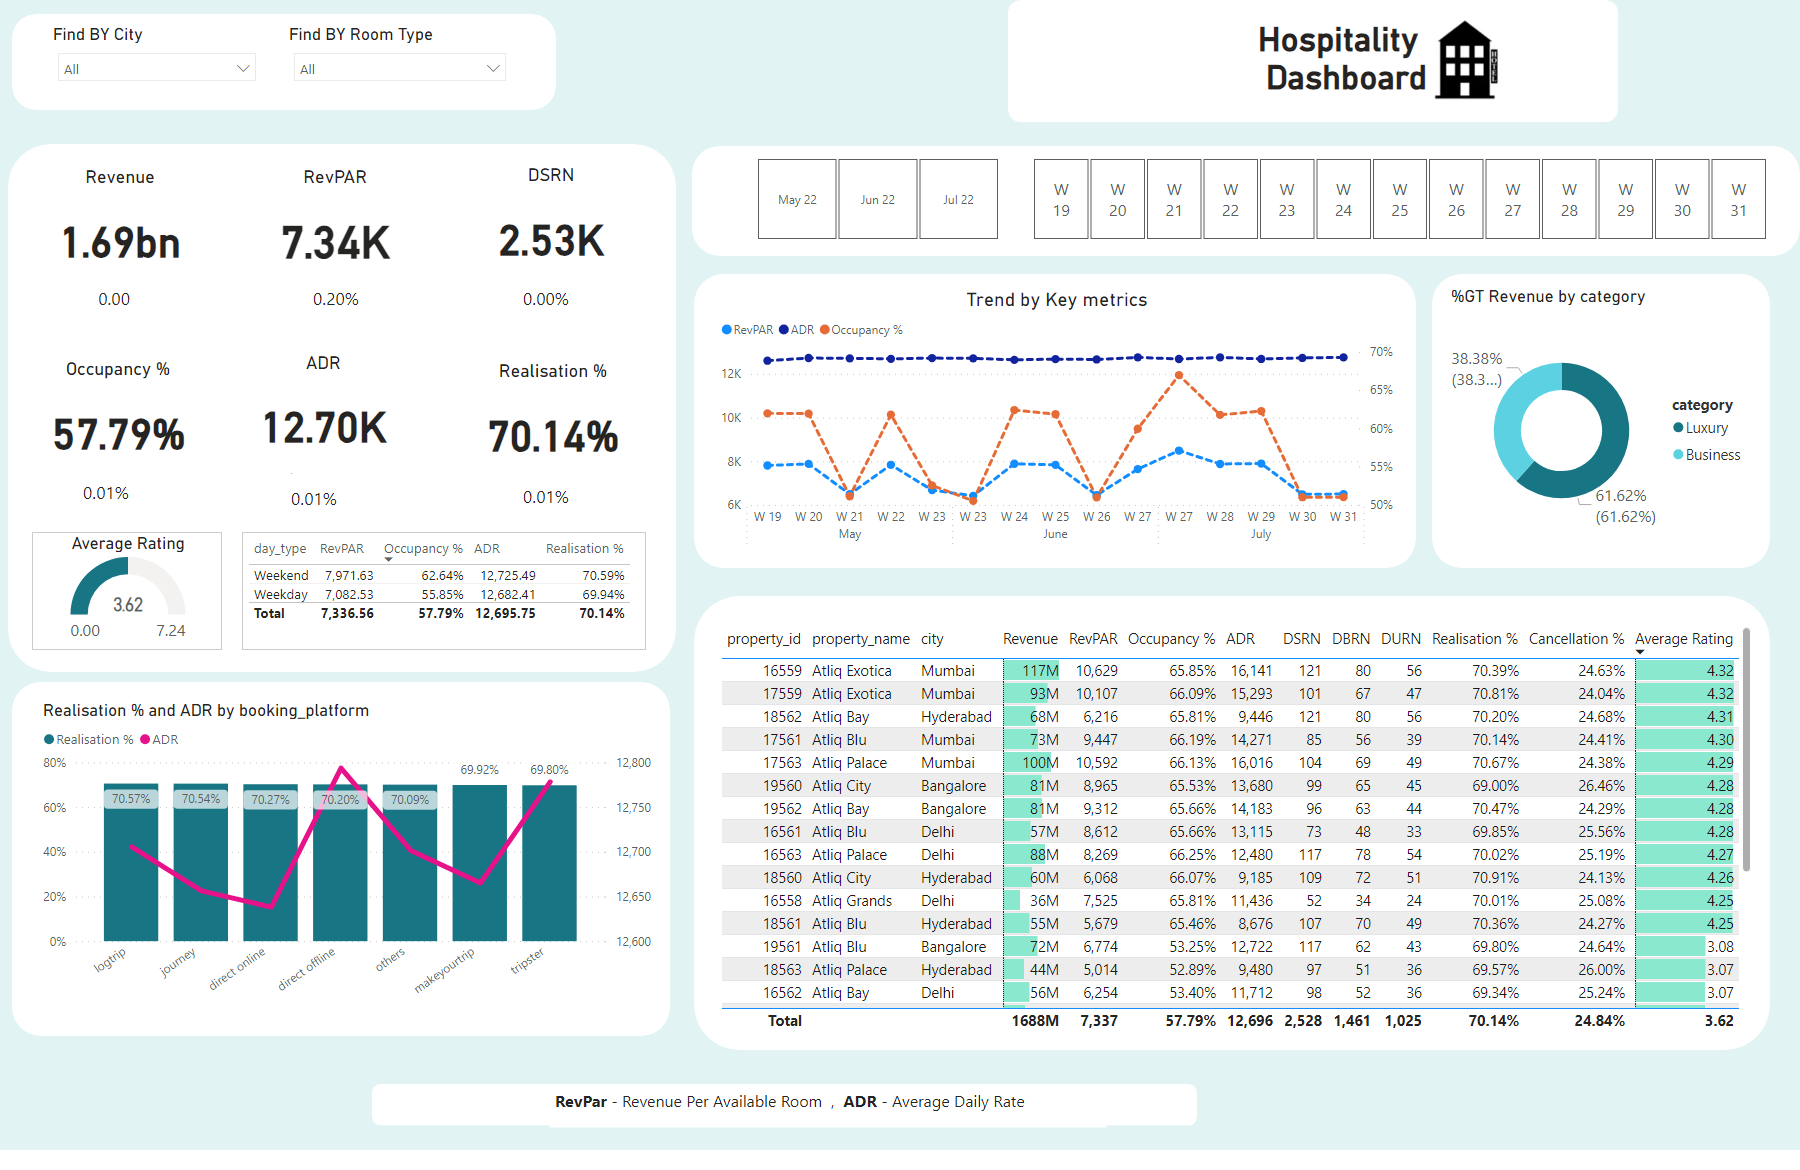 Find BY City
Find BY Room Type
All
All
Hospitality
Dashboard
HOTEL
Revenue
RevPAR
DSRN
1.69bn
7.34K
2.53K
0.00
0.20%
0.00%
Occupancy %
ADR
Realisation %
57.79%
12.70K
70.14%
0.01%
0.01%
0.01%
Average Rating
3.62
0.00 7.24
day_type RevPAR Occupancy % ADR Realisation %
Weekend 7,971.63 62.64% 12,725.49 70.59%
Weekday 7,082.53 55.85% 12,682.41 69.94%
Total 7,336.56 57.79% 12,695.75 70.14%
May 22
Jun 22
Jul 22
W 19
W 20
W 21
W 22
W 23
W 24
W 25
W 26
W 27
W 28
W 29
W 30
W 31
Trend by Key metrics
RevPAR ADR Occupancy %
12K
10K
8K
6K
70%
65%
60%
55%
50%
W 19 W 20 W 21 W 22 W 23 W 23 W 24 W 25 W 26 W 27 W 27 W 28 W 29 W 30 W 31
May June July
%GT Revenue by category
38.38%
(38.3...)
61.62%
(61.62%)
category
Luxury
Business
Realisation % and ADR by booking_platform
Realisation % ADR
80%
60%
40%
20%
0%
70.57% 70.54% 70.27% 70.20% 70.09% 69.92% 69.80%
12,800
12,750
12,700
12,650
12,600
logtrip journey direct online direct offline others makeyourtrip tripster
property_id property_name city Revenue RevPAR Occupancy % ADR DSRN DBRN DURN Realisation % Cancellation % Average Rating
16559 Atliq Exotica Mumbai 117M 10,629 65.85% 16,141 121 80 56 70.39% 24.63% 4.32
17559 Atliq Exotica Mumbai 93M 10,107 66.09% 15,293 101 67 47 70.81% 24.04% 4.32
18562 Atliq Bay Hyderabad 68M 6,216 65.81% 9,446 121 80 56 70.20% 24.68% 4.31
17561 Atliq Blu Mumbai 73M 9,447 66.19% 14,271 85 56 39 70.14% 24.41% 4.30
17563 Atliq Palace Mumbai 100M 10,592 66.13% 16,016 104 69 49 70.67% 24.38% 4.29
19560 Atliq City Bangalore 81M 8,965 65.53% 13,680 99 65 45 69.00% 26.46% 4.28
19562 Atliq Bay Bangalore 81M 9,312 65.66% 14,183 96 63 44 70.47% 24.29% 4.28
16561 Atliq Blu Delhi 57M 8,612 65.66% 13,115 73 48 33 69.85% 25.56% 4.28
16563 Atliq Palace Delhi 88M 8,269 66.25% 12,480 117 78 54 70.02% 25.19% 4.27
18560 Atliq City Hyderabad 60M 6,068 66.07% 9,185 109 72 51 70.91% 24.13% 4.26
16558 Atliq Grands Delhi 36M 7,525 65.81% 11,436 52 34 24 70.01% 25.08% 4.25
18561 Atliq Blu Hyderabad 55M 5,679 65.46% 8,676 107 70 49 70.36% 24.27% 4.25
19561 Atliq Blu Bangalore 72M 6,774 53.25% 12,722 117 62 43 69.80% 24.64% 3.08
18563 Atliq Palace Hyderabad 44M 5,014 52.89% 9,480 97 51 36 69.57% 26.00% 3.07
16562 Atliq Bay Delhi 56M 6,254 53.40% 11,712 98 52 36 69.34% 25.24% 3.07
Total 1688M 7,337 57.79% 12,696 2,528 1,461 1,025 70.14% 24.84% 3.62
RevPar - Revenue Per Available Room , ADR - Average Daily Rate